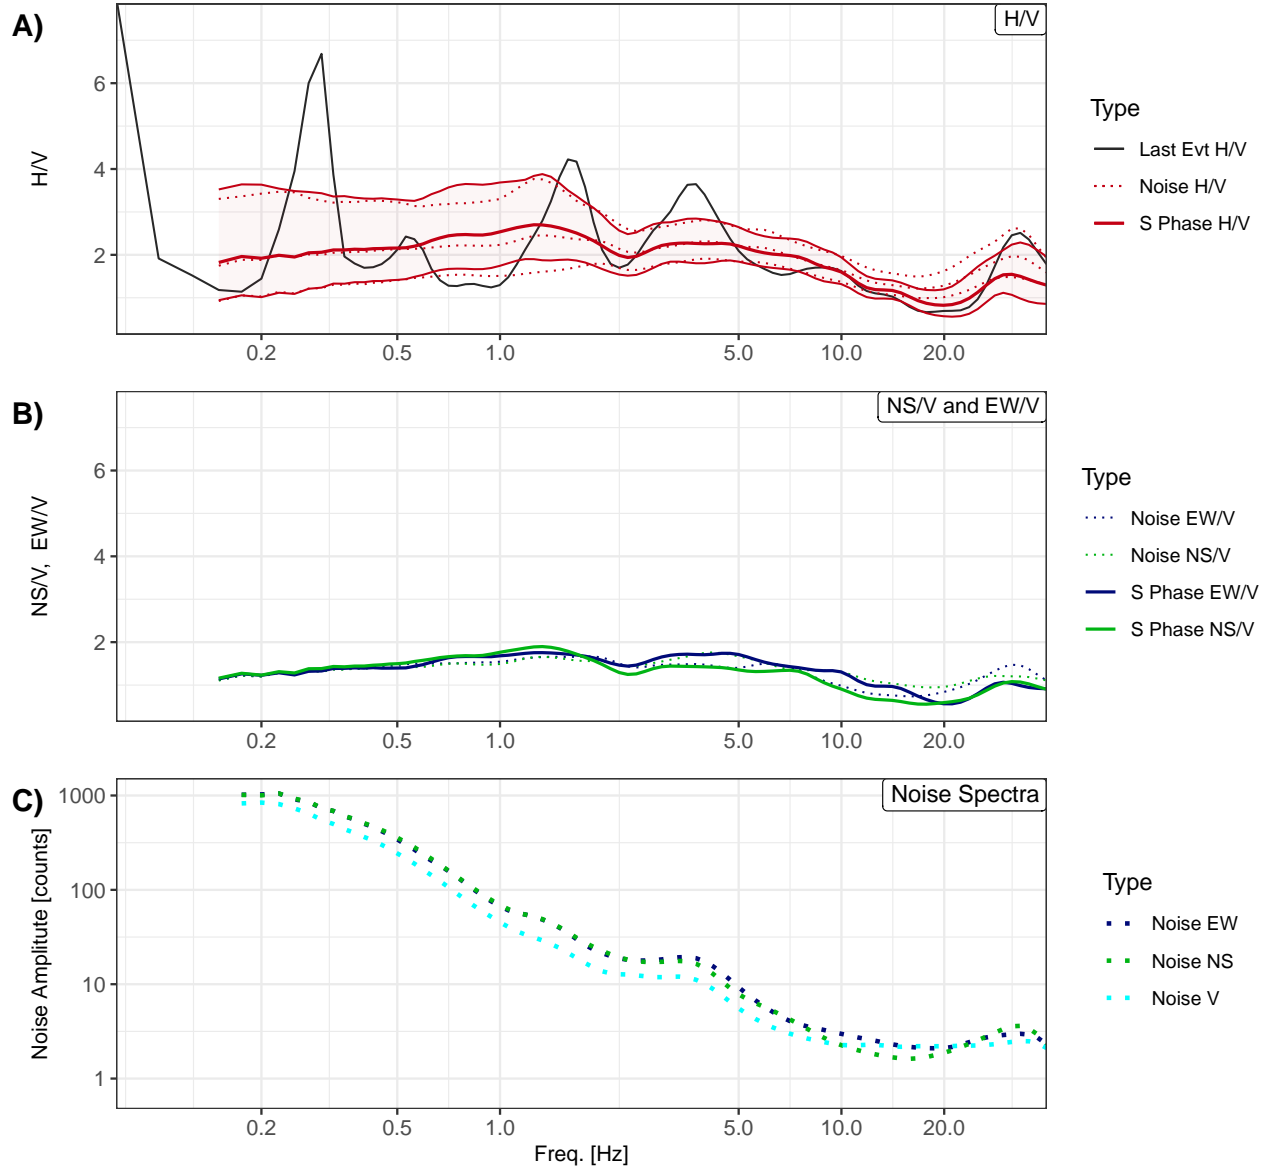 A)
H/V
H/V
6
4
2
0.2 0.5 1.0 5.0 10.0 20.0
Type
Last Evt H/V
Noise H/V
S Phase H/V
B)
NS/V and EW/V
NS/V, EW/V
6
4
2
0.2 0.5 1.0 5.0 10.0 20.0
Type
Noise EW/V
Noise NS/V
S Phase EW/V
S Phase NS/V
C)
Noise Spectra
Noise Amplitute [counts]
1000
100
10
1
0.2 0.5 1.0 5.0 10.0 20.0
Freq. [Hz]
Type
Noise EW
Noise NS
Noise V